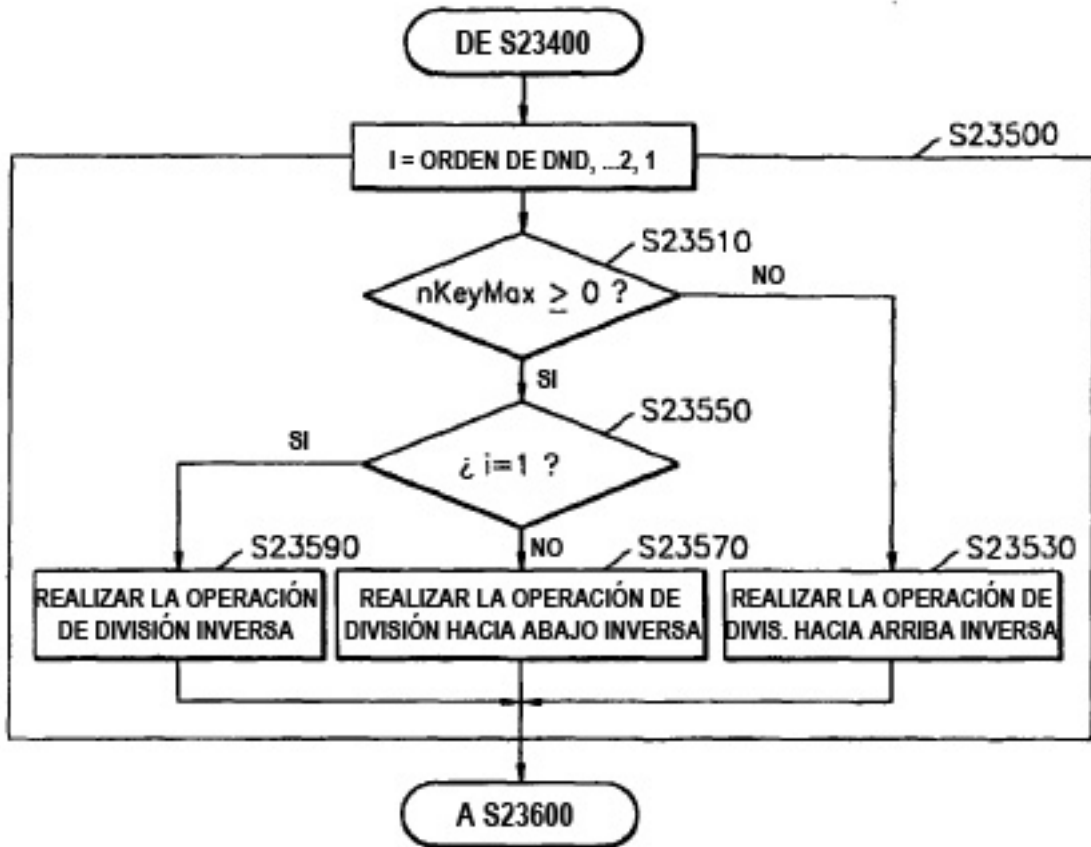 DE S23400
I = ORDEN DE DND, ...2, 1
S23500
S23510
nKeyMax ≥ 0 ?
NO
SI
S23550
SI
¿ i=1 ?
NO
S23590
S23570
S23530
REALIZAR LA OPERACIÓN
DE DIVISIÓN INVERSA
REALIZAR LA OPERACIÓN DE
DIVISIÓN HACIA ABAJO INVERSA
REALIZAR LA OPERACIÓN DE
DIVIS. HACIA ARRIBA INVERSA
A S23600